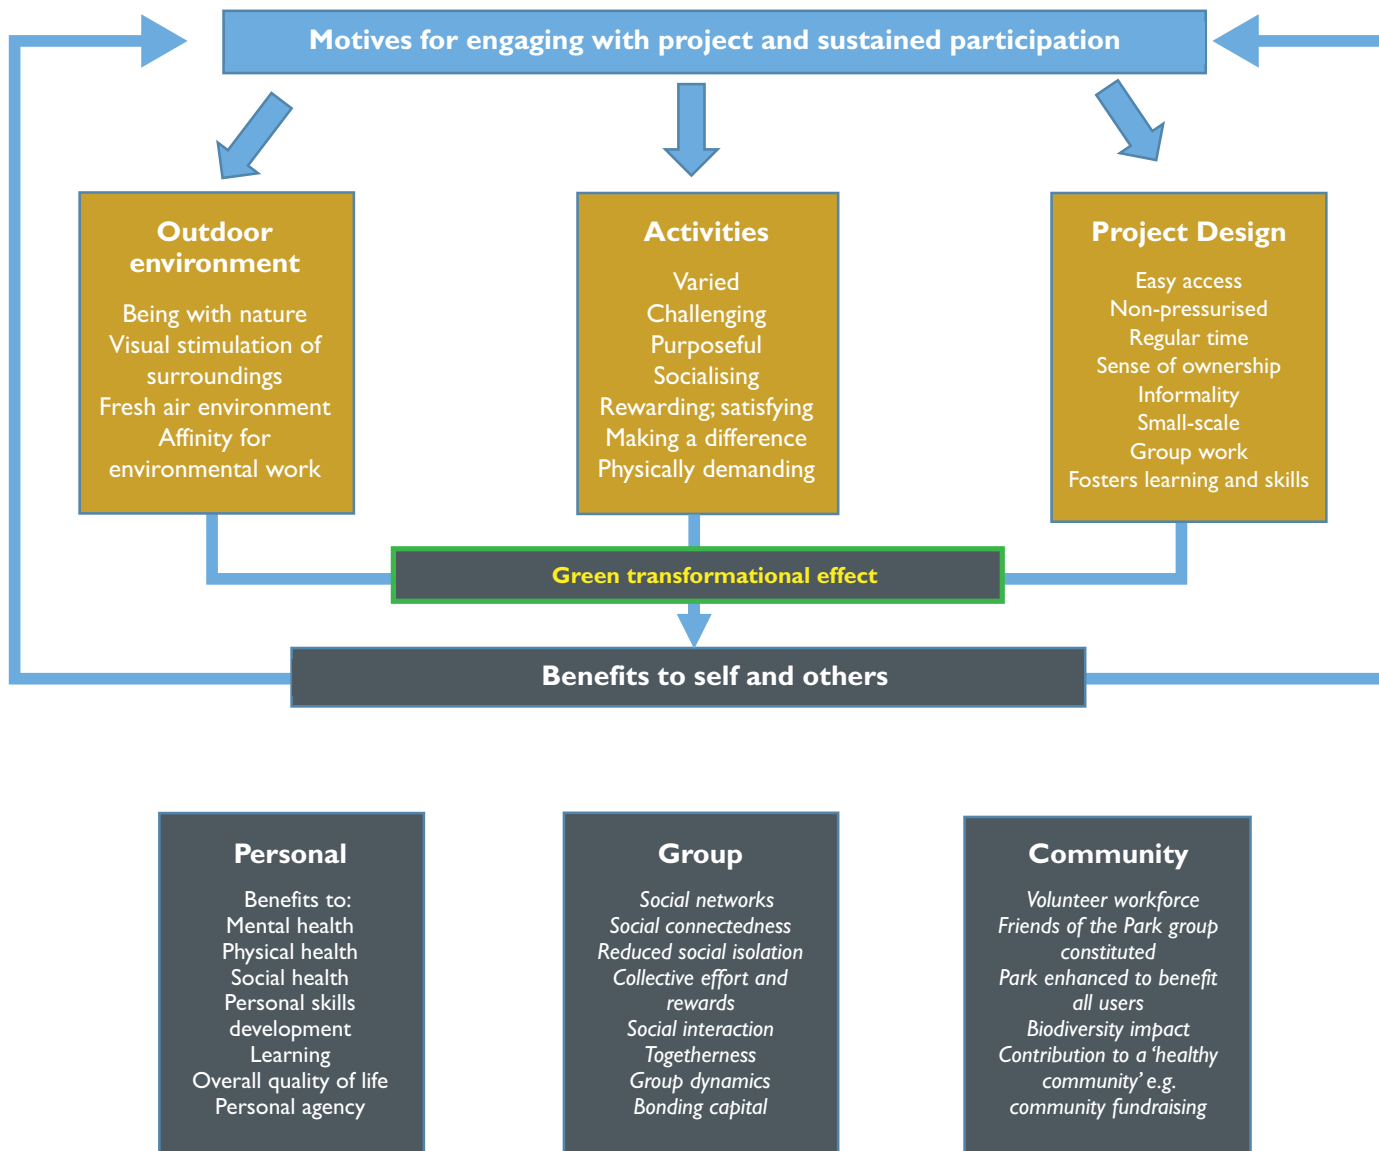 Motives for engaging with project and sustained participation
Outdoor
environment
Being with nature
Visual stimulation of
surroundings
Fresh air environment
Affinity for
environmental work
Activities
Varied
Challenging
Purposeful
Socialising
Rewarding; satisfying
Making a difference
Physically demanding
Project Design
Easy access
Non-pressurised
Regular time
Sense of ownership
Informality
Small-scale
Group work
Fosters learning and skills
Green transformational effect
Benefits to self and others
Personal
Benefits to:
Mental health
Physical health
Social health
Personal skills
development
Learning
Overall quality of life
Personal agency
Group
Social networks
Social connectedness
Reduced social isolation
Collective effort and
rewards
Social interaction
Togetherness
Group dynamics
Bonding capital
Community
Volunteer workforce
Friends of the Park group
constituted
Park enhanced to benefit
all users
Biodiversity impact
Contribution to a ‘healthy
community’ e.g.
community fundraising